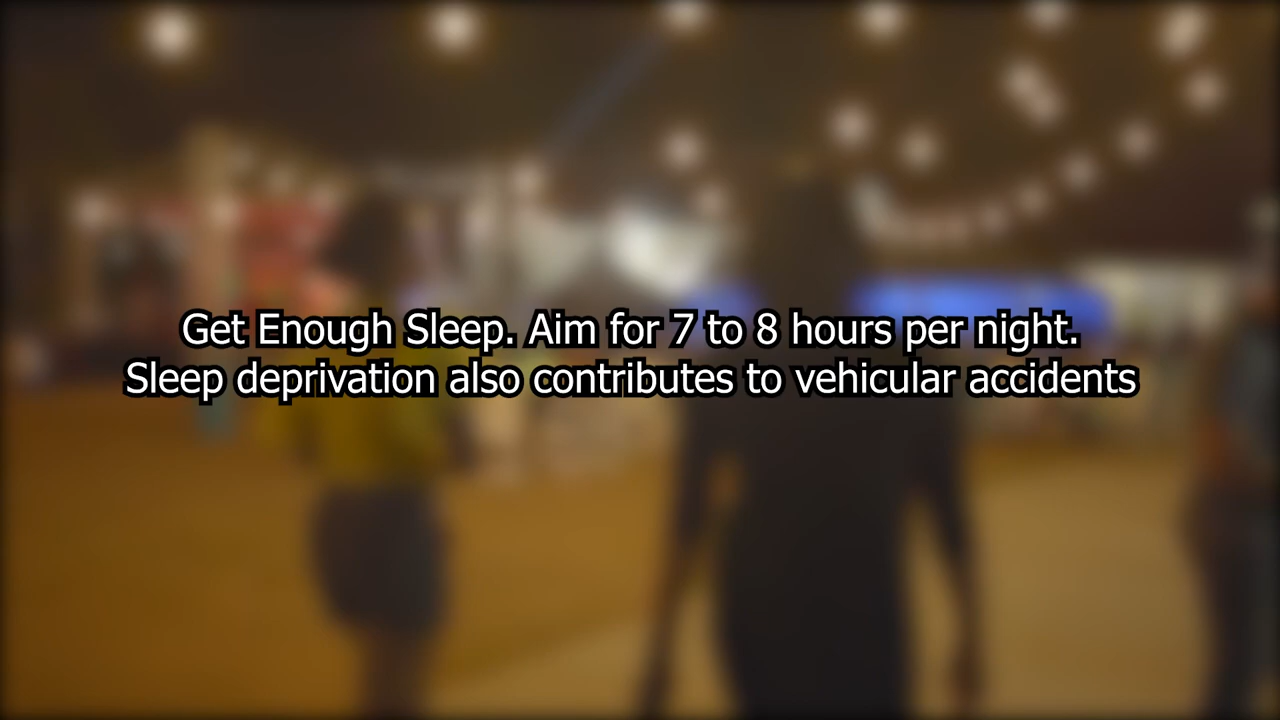 Get Enough Sleep. Aim for 7 to 8 hours per night.
Sleep deprivation also contributes to vehicular accidents